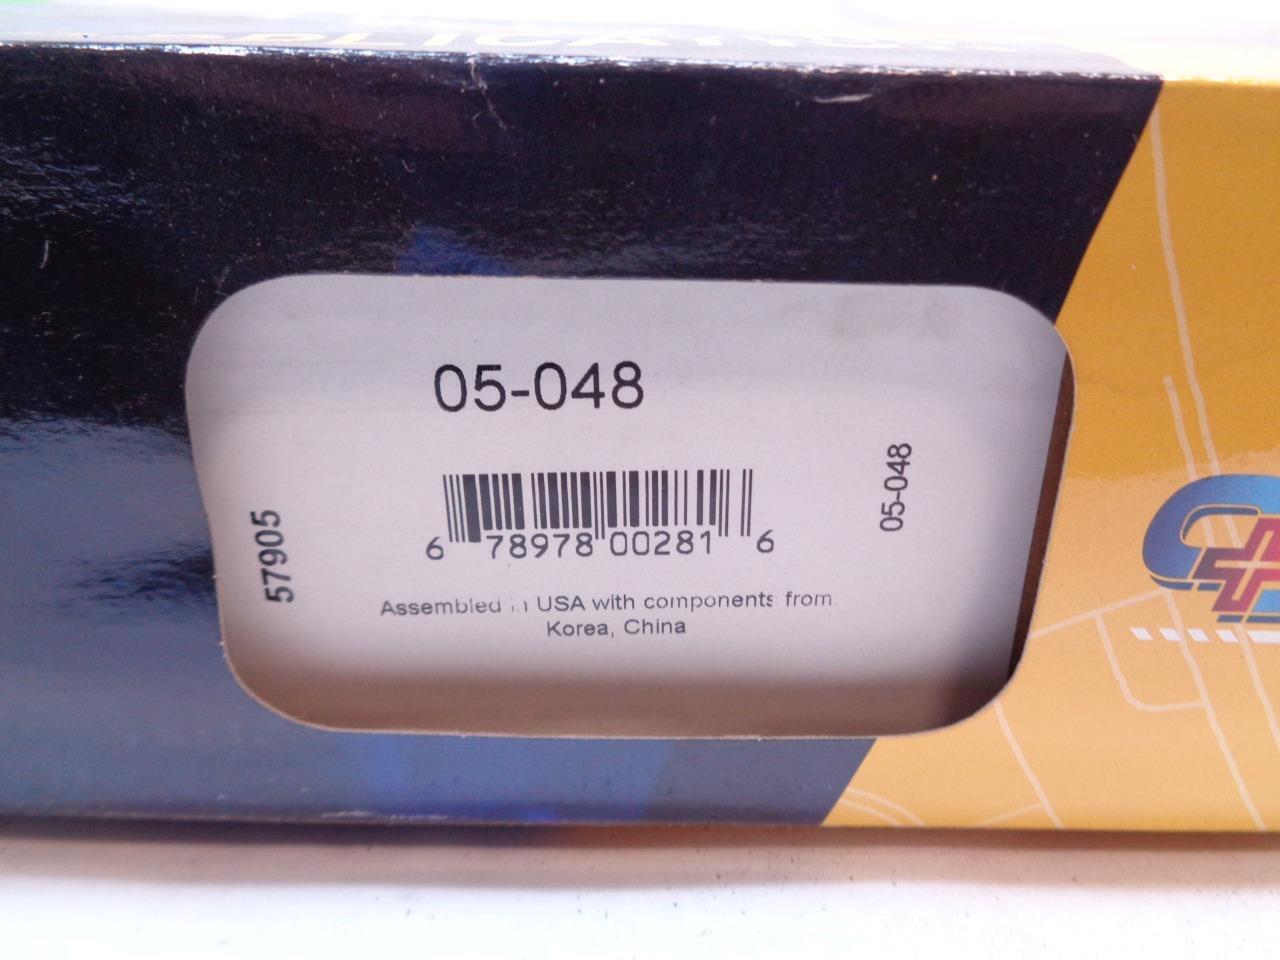 05-048
05-048
57905
6 78978 00281 6
Assembled in USA with components from
Korea, China